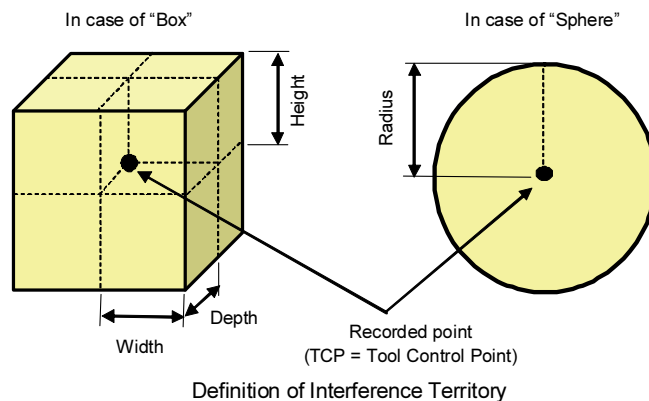 In case of “Box”
In case of “Sphere”
Height
Radius
Depth
Width
Recorded point
(TCP = Tool Control Point)
Definition of Interference Territory